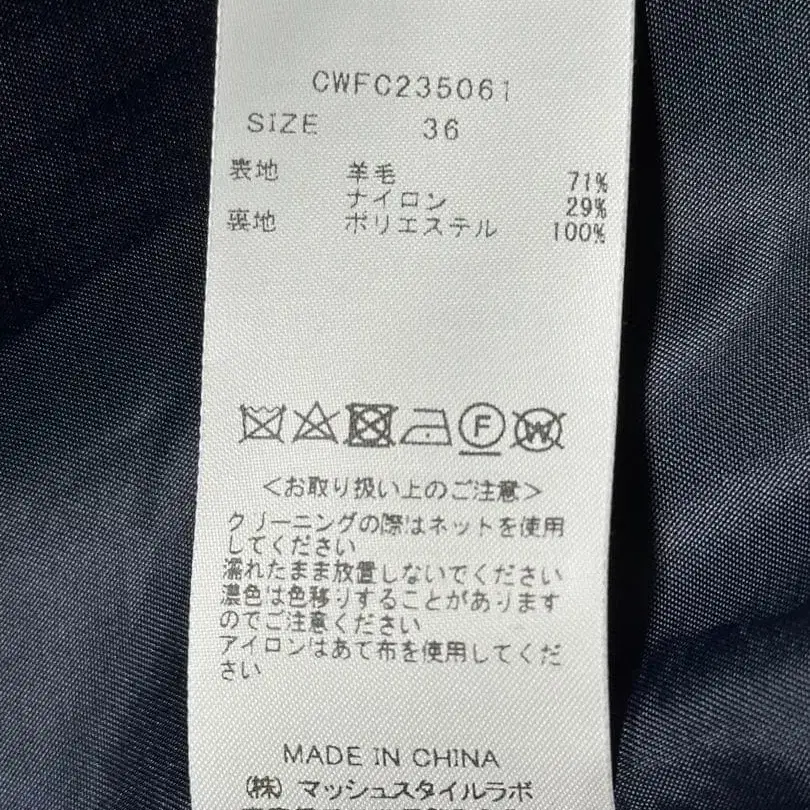 CWFC235061
SIZE 36
表地 羊毛 71%
ナイロン 29%
裏地 ポリエステル 100%
F W
<お取り扱い上のご注意>
クリーニングの際はネットを使用
してください
濡れたまま放置しないでください
濃色は色移りすることがあります
のでご注意ください
アイロンはあて布を使用してくだ
さい
MADE IN CHINA
(株) マッシュスタイルラボ